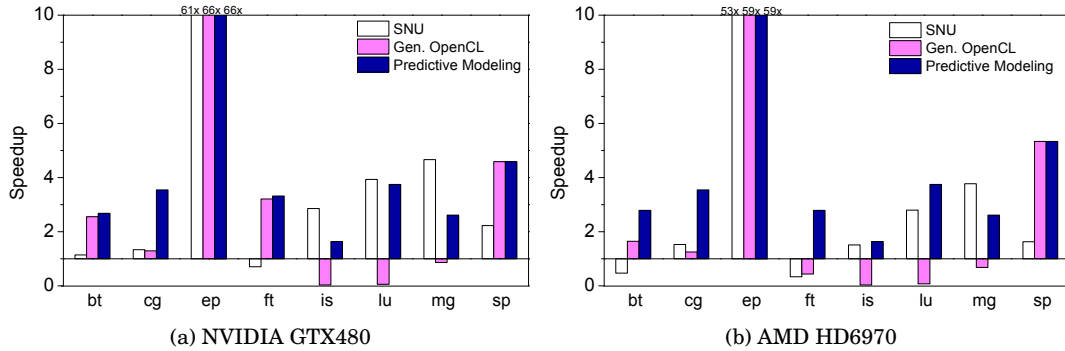 61x 66x 66x
10
8
6
4
2
0
Speedup
SNU
Gen. OpenCL
Predictive Modeling
bt cg ep ft is lu mg sp
(a) NVIDIA GTX480
53x 59x 59x
10
8
6
4
2
0
Speedup
SNU
Gen. OpenCL
Predictive Modeling
bt cg ep ft is lu mg sp
(b) AMD HD6970